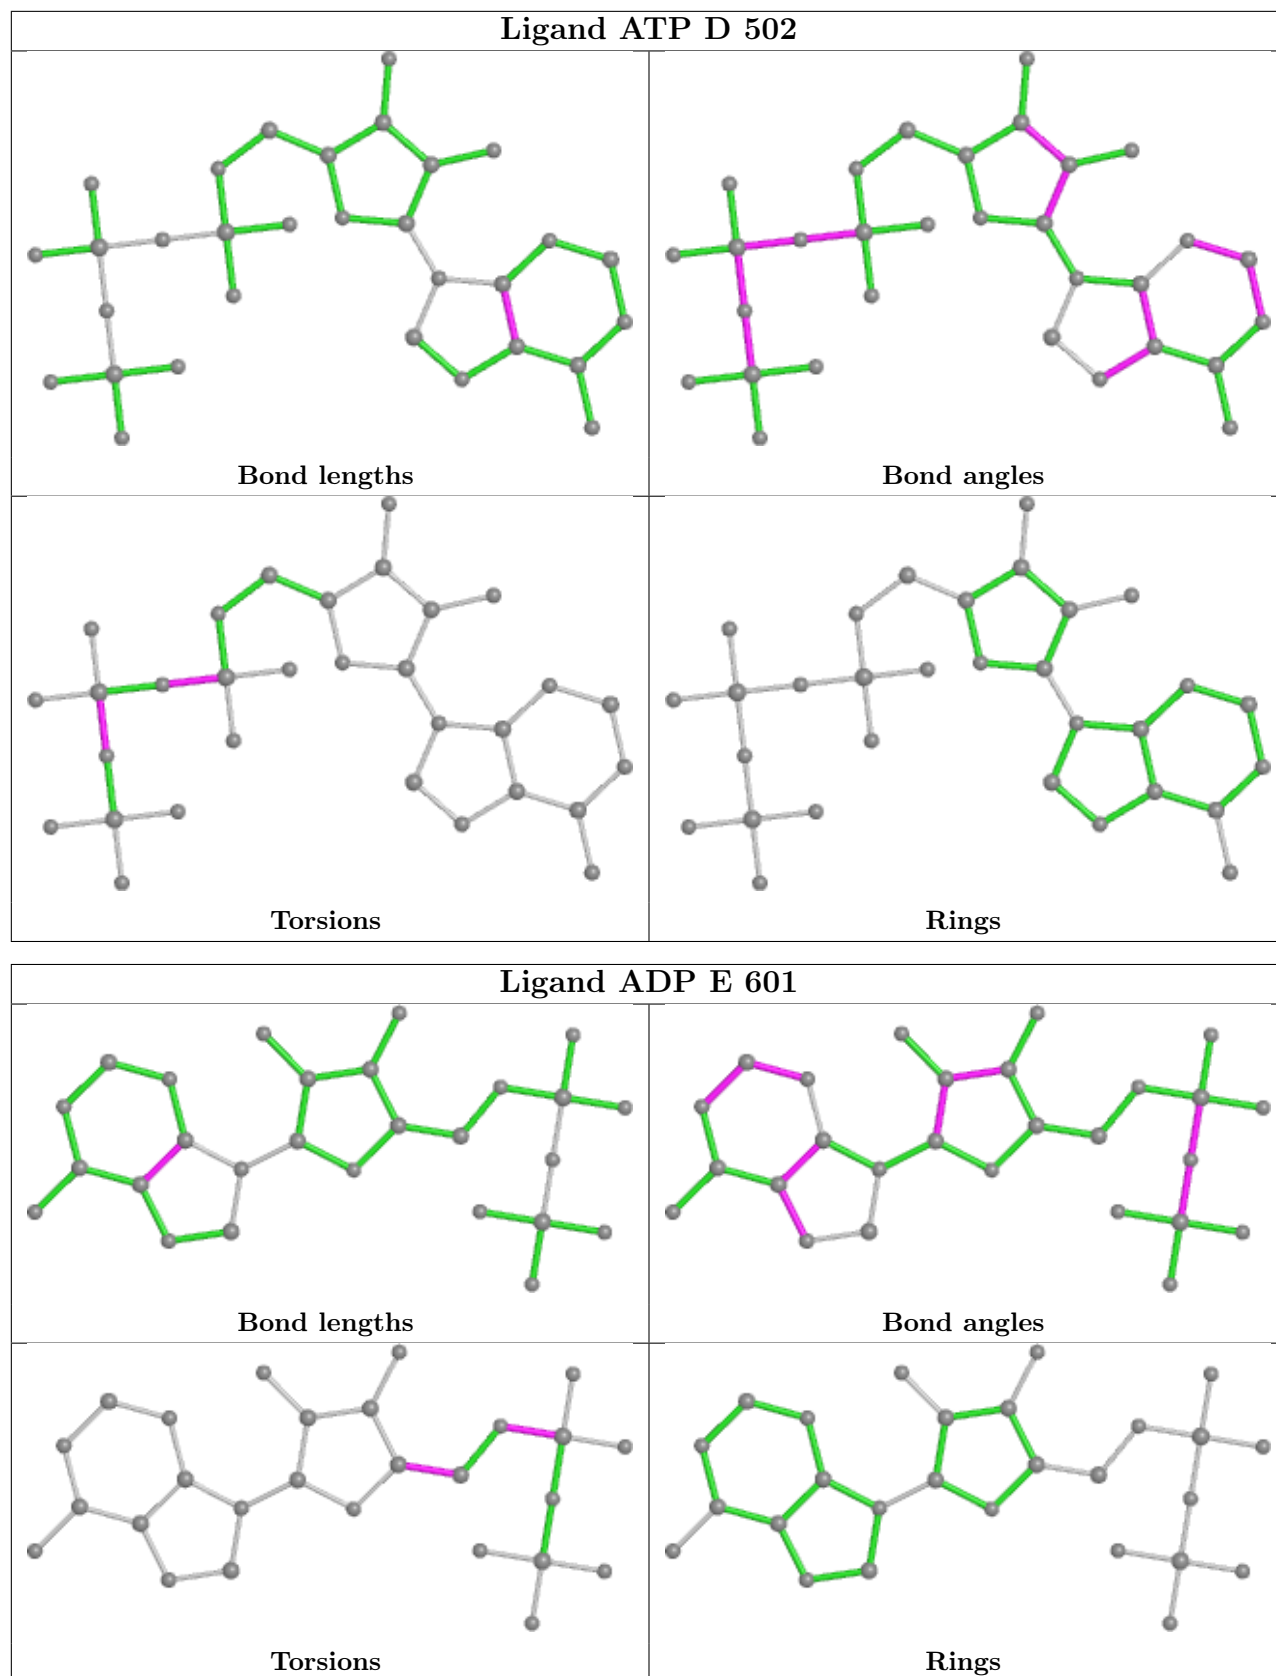 Ligand ATP D 502
Bond lengths
Bond angles
Torsions
Rings
Ligand ADP E 601
Bond lengths
Bond angles
Torsions
Rings